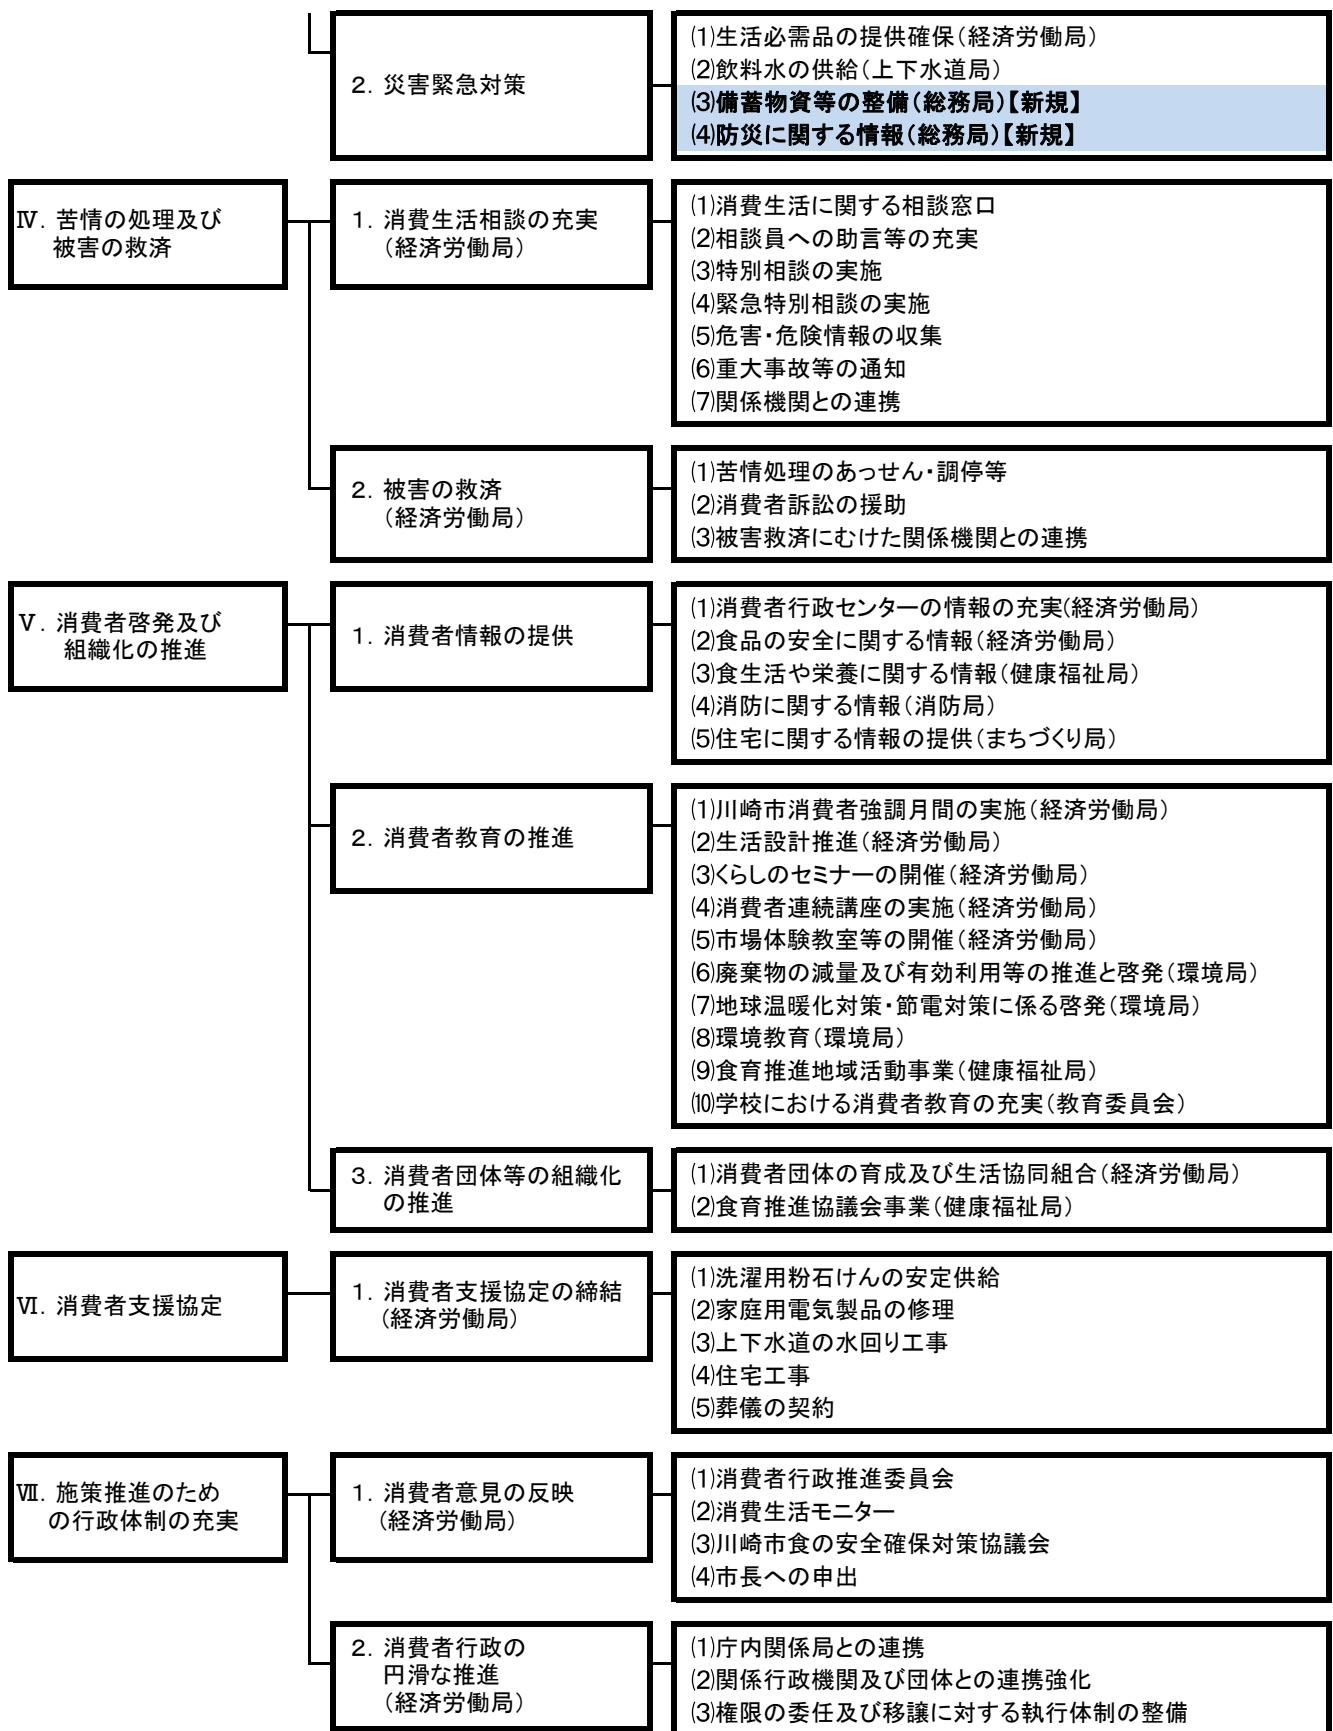 2．災害緊急対策
⑴生活必需品の提供確保（経済労働局）
⑵飲料水の供給（上下水道局）
⑶備蓄物資等の整備（総務局）【新規】
⑷防災に関する情報（総務局）【新規】
Ⅳ．苦情の処理及び
被害の救済
1．消費生活相談の充実
（経済労働局）
⑴消費生活に関する相談窓口
⑵相談員への助言等の充実
⑶特別相談の実施
⑷緊急特別相談の実施
⑸危害・危険情報の収集
⑹重大事故等の通知
⑺関係機関との連携
2．被害の救済
（経済労働局）
⑴苦情処理のあっせん・調停等
⑵消費者訴訟の援助
⑶被害救済にむけた関係機関との連携
Ⅴ．消費者啓発及び
組織化の推進
1．消費者情報の提供
⑴消費者行政センターの情報の充実(経済労働局）
⑵食品の安全に関する情報（経済労働局）
⑶食生活や栄養に関する情報（健康福祉局）
⑷消防に関する情報（消防局）
⑸住宅に関する情報の提供（まちづくり局）
2．消費者教育の推進
⑴川崎市消費者強調月間の実施（経済労働局）
⑵生活設計推進（経済労働局）
⑶くらしのセミナーの開催（経済労働局）
⑷消費者連続講座の実施（経済労働局）
⑸市場体験教室等の開催（経済労働局）
⑹廃棄物の減量及び有効利用等の推進と啓発（環境局）
⑺地球温暖化対策・節電対策に係る啓発（環境局）
⑻環境教育（環境局）
⑼食育推進地域活動事業（健康福祉局）
⑽学校における消費者教育の充実（教育委員会）
3．消費者団体等の組織化
の推進
⑴消費者団体の育成及び生活協同組合（経済労働局）
⑵食育推進協議会事業（健康福祉局）
Ⅵ．消費者支援協定
1．消費者支援協定の締結
（経済労働局）
⑴洗濯用粉石けんの安定供給
⑵家庭用電気製品の修理
⑶上下水道の水回り工事
⑷住宅工事
⑸葬儀の契約
Ⅶ．施策推進のため
の行政体制の充実
1．消費者意見の反映
（経済労働局）
⑴消費者行政推進委員会
⑵消費生活モニター
⑶川崎市食の安全確保対策協議会
⑷市長への申出
2．消費者行政の
円滑な推進
（経済労働局）
⑴庁内関係局との連携
⑵関係行政機関及び団体との連携強化
⑶権限の委任及び移譲に対する執行体制の整備